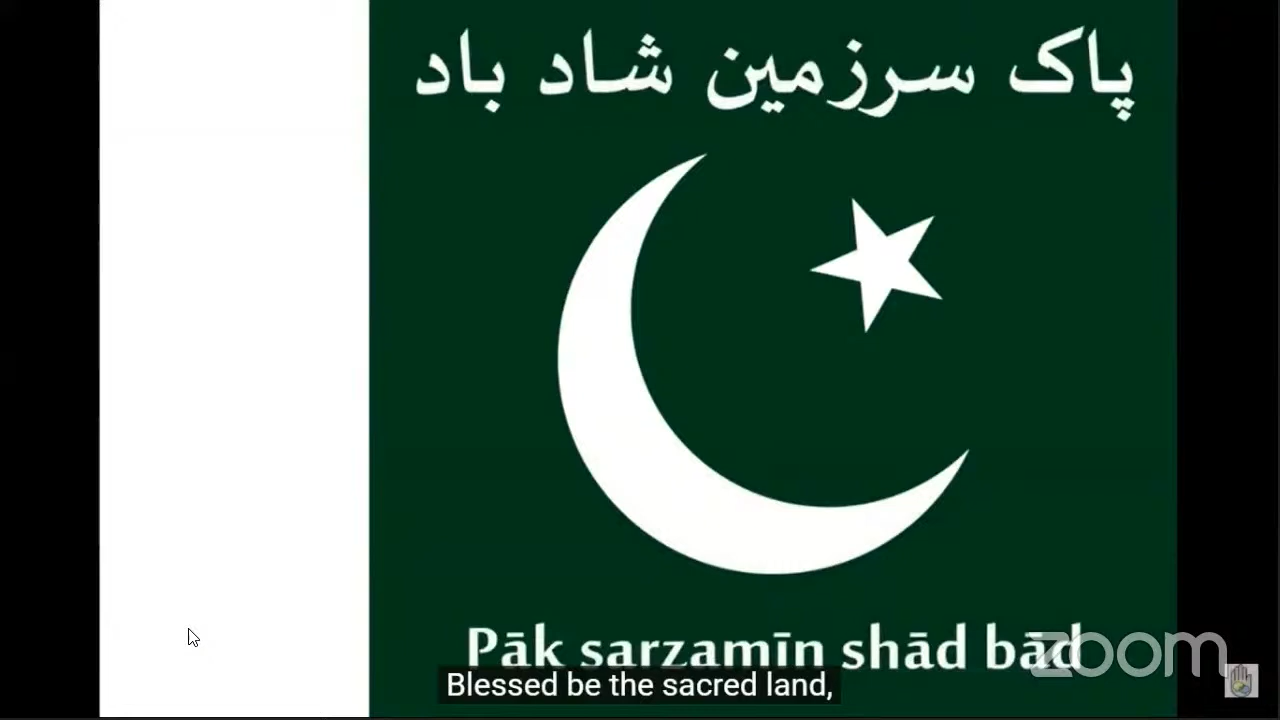 پاک سرزمین شاد باد
Pāk sarzamīn shād bād
Blessed be the sacred land,
zoom